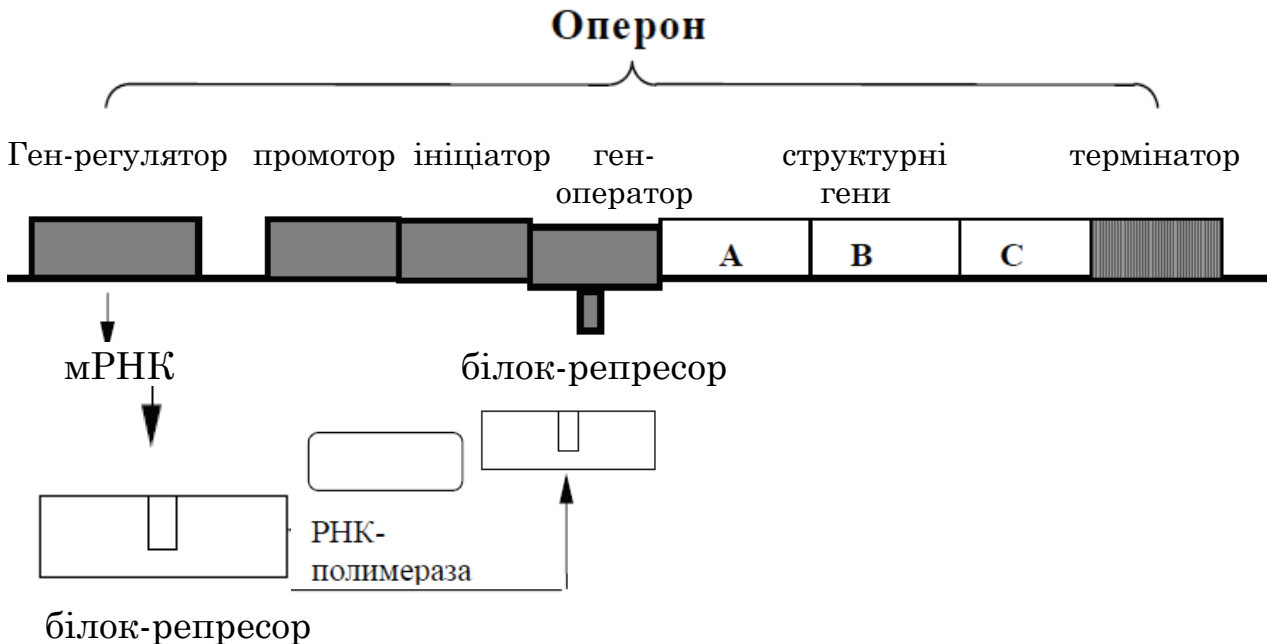 Оперон
Ген-регулятор промотор ініціатор ген- структурні термінатор
оператор гени
A B C
мРНК
білок-репресор
РНК-
полимераза
білок-репресор